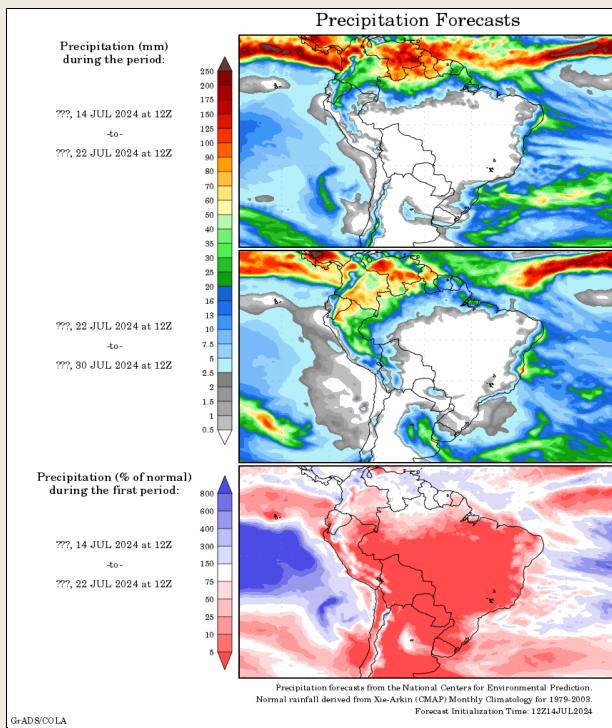 Precipitation Forecasts
Precipitation (mm)
during the period:
???, 14 JUL 2024 at 12Z
-to-
???, 22 JUL 2024 at 12Z
250
200
175
150
125
100
90
80
70
60
50
40
35
30
25
20
16
13
10
7.5
5
2.5
2
1.5
1
0.5
???, 22 JUL 2024 at 12Z
-to-
???, 30 JUL 2024 at 12Z
Precipitation (% of normal)
during the first period:
???, 14 JUL 2024 at 12Z
-to-
???, 22 JUL 2024 at 12Z
800
600
400
300
150
75
50
25
10
5
Precipitation forecasts from the National Centers for Environmental Prediction.
Normal rainfall derived from Xie-Arkin (CMAP) Monthly Climatology for 1979-2003.
Forecast Initialization Time: 12Z14JUL2024
GrADS/COLA